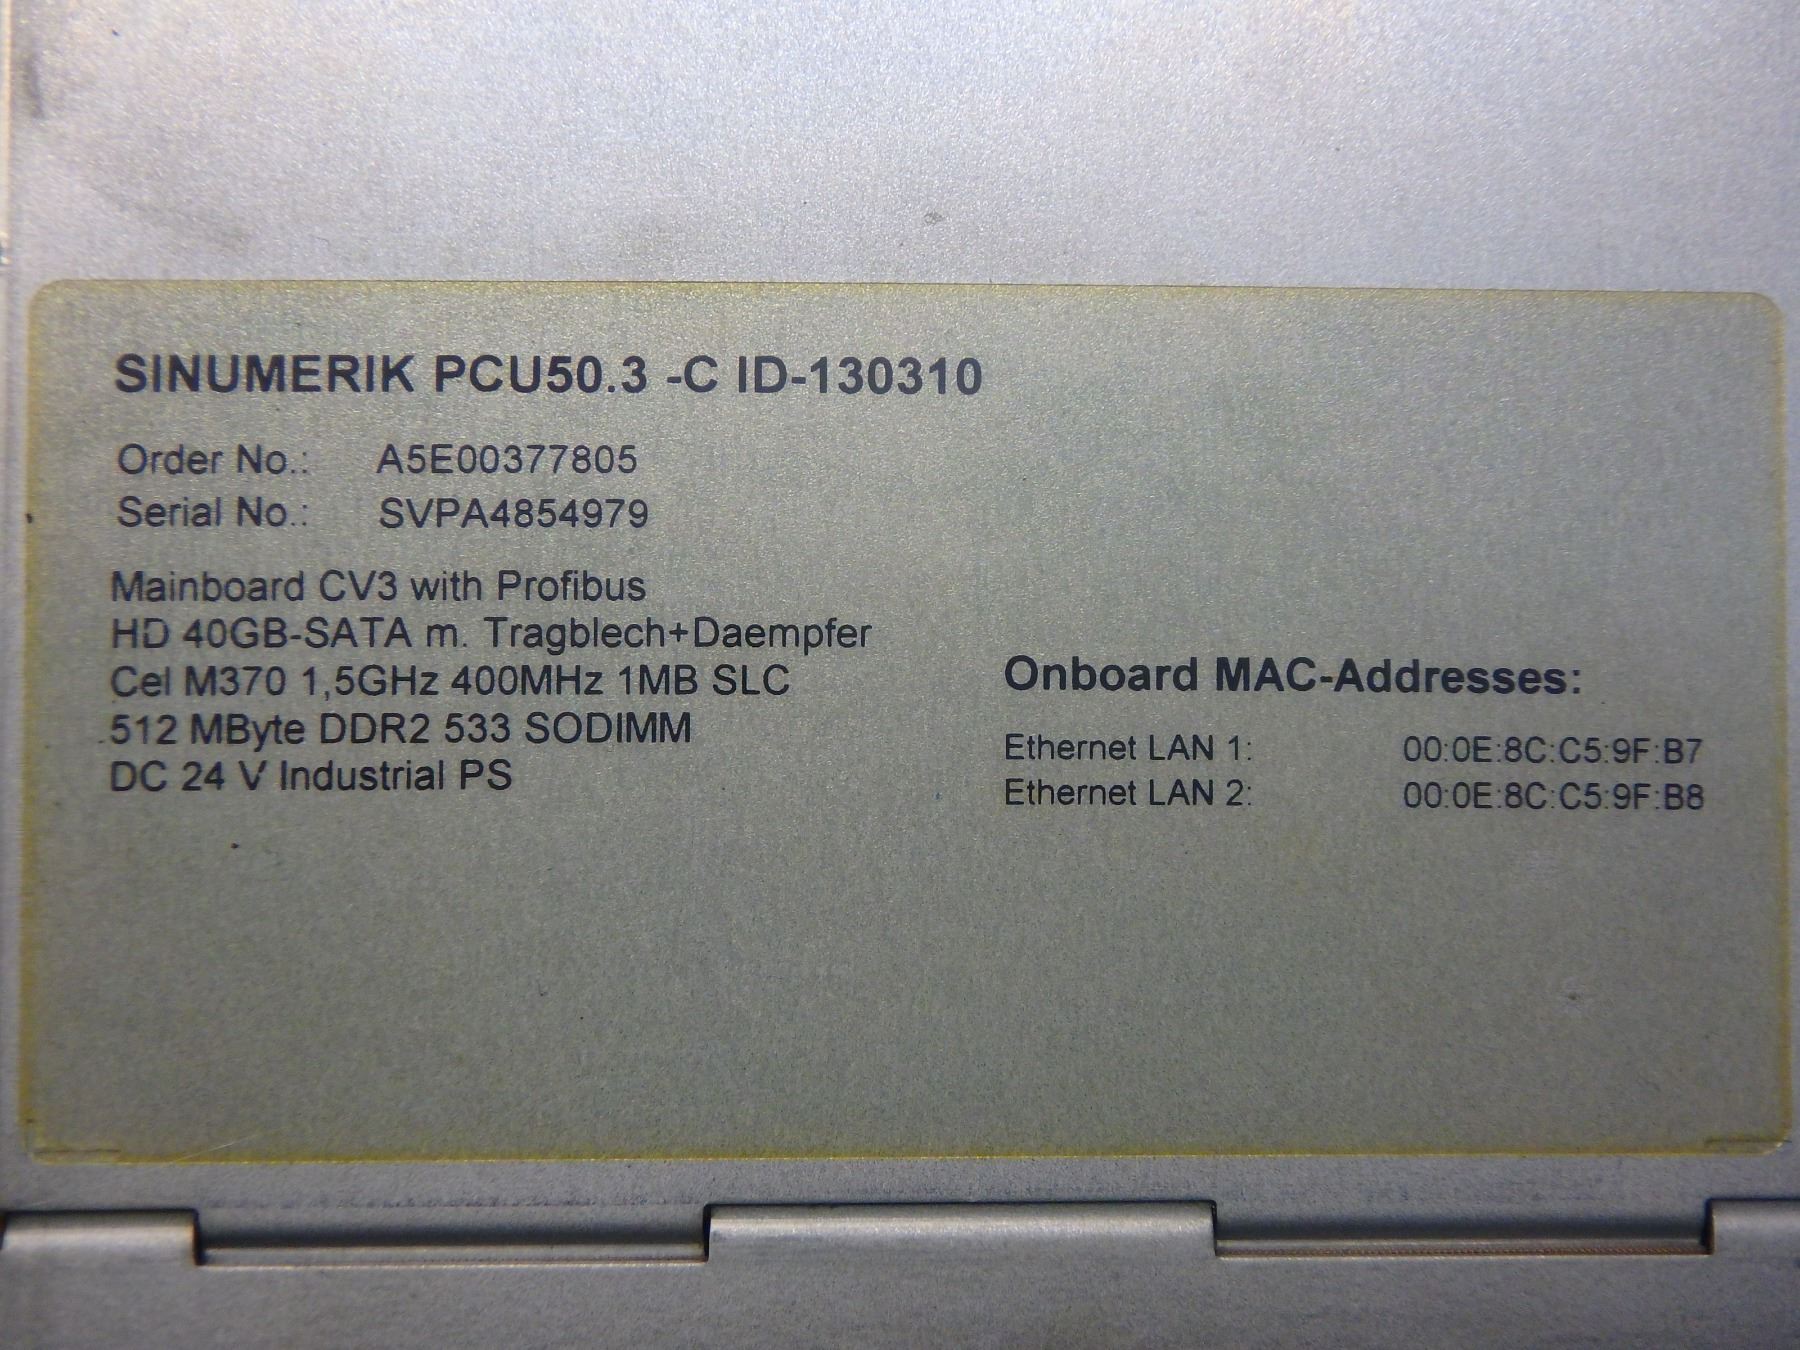 SINUMERIK PCU50.3 -C ID-130310
Order No.: A5E00377805
Serial No.: SVPA4854979
Mainboard CV3 with Profibus
HD 40GB-SATA m. Tragblech+Daempfer
Cel M370 1,5GHz 400MHz 1MB SLC
512 MByte DDR2 533 SODIMM
DC 24 V Industrial PS
Onboard MAC-Addresses:
Ethernet LAN 1: 00:0E:8C:C5:9F:B7
Ethernet LAN 2: 00:0E:8C:C5:9F:B8